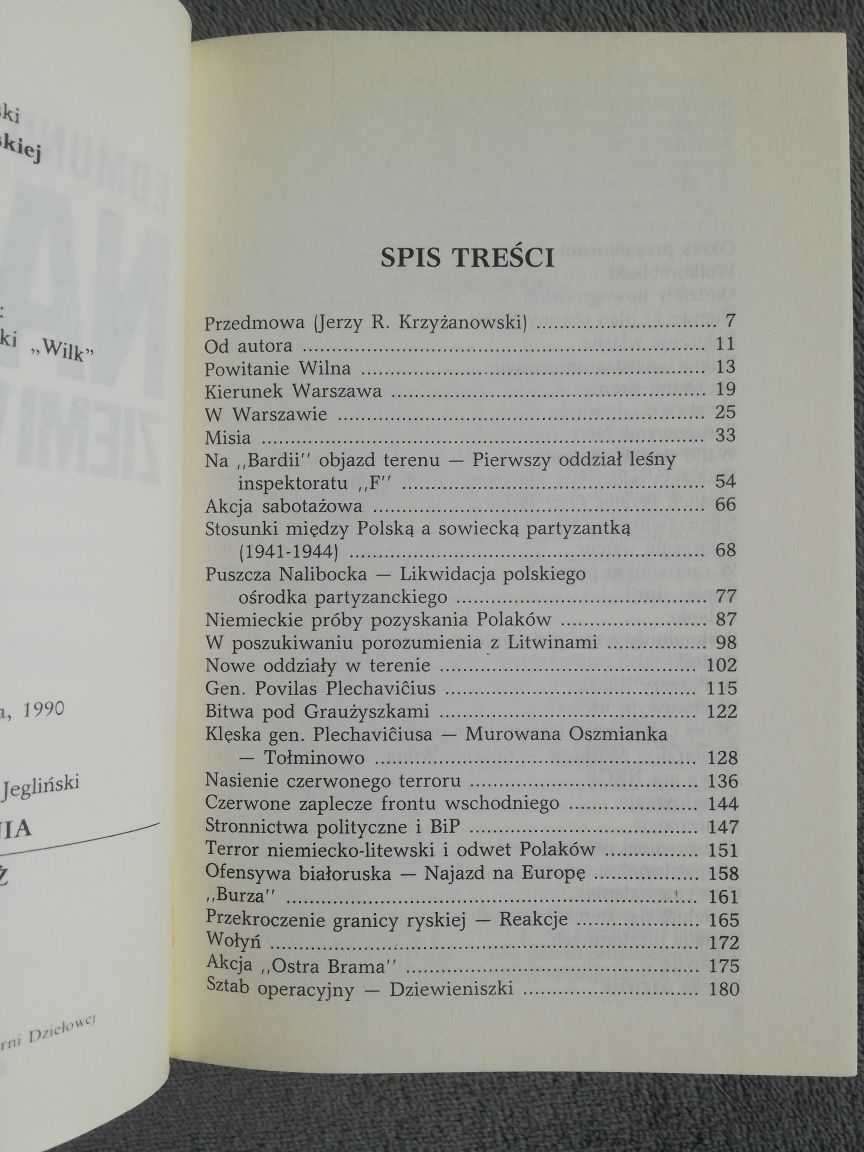 ski
skiej
:
ki „Wilk”
a, 1990
Jegliński
NIA
Ż
rni Dziełowej
SPIS TREŚCI
Przedmowa (Jerzy R. Krzyżanowski) ............................... 7
Od autora ............................................................ 11
Powitanie Wilna .................................................... 13
Kierunek Warszawa ............................................... 19
W Warszawie ....................................................... 25
Misia .................................................................. 33
Na ,,Bardii'' objazd terenu — Pierwszy oddział leśny
inspektoratu ,,F'' ................................................ 54
Akcja sabotażowa .................................................. 66
Stosunki między Polską a sowiecką partyzantką
(1941-1944) ....................................................... 68
Puszcza Nalibocka — Likwidacja polskiego
ośrodka partyzanckiego ........................................ 77
Niemieckie próby pozyskania Polaków ....................... 87
W poszukiwaniu porozumienia z Litwinami ................ 98
Nowe oddziały w terenie ........................................ 102
Gen. Povilas Plechaviĉius ........................................ 115
Bitwa pod Graużyszkami ........................................ 122
Klęska gen. Plechaviĉiusa — Murowana Oszmianka
— Tołminowo ................................................... 128
Nasienie czerwonego terroru .................................... 136
Czerwone zaplecze frontu wschodniego ..................... 144
Stronnictwa polityczne i BiP .................................... 147
Terror niemiecko-litewski i odwet Polaków ............... 151
Ofensywa białoruska — Najazd na Europę ................. 158
,,Burza'' ............................................................. 161
Przekroczenie granicy ryskiej — Reakcje ................... 165
Wołyń ................................................................ 172
Akcja ,,Ostra Brama'' ............................................. 175
Sztab operacyjny — Dziewieniszki ............................ 180